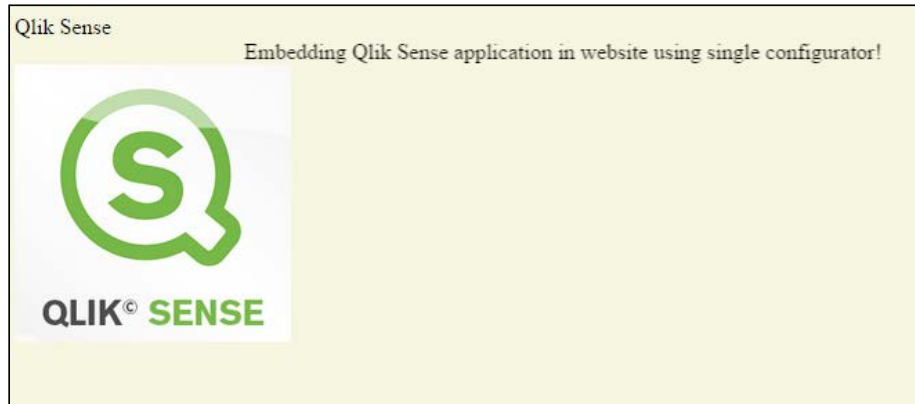 Qlik Sense
Embedding Qlik Sense application in website using single configurator!
S
QLIK© SENSE